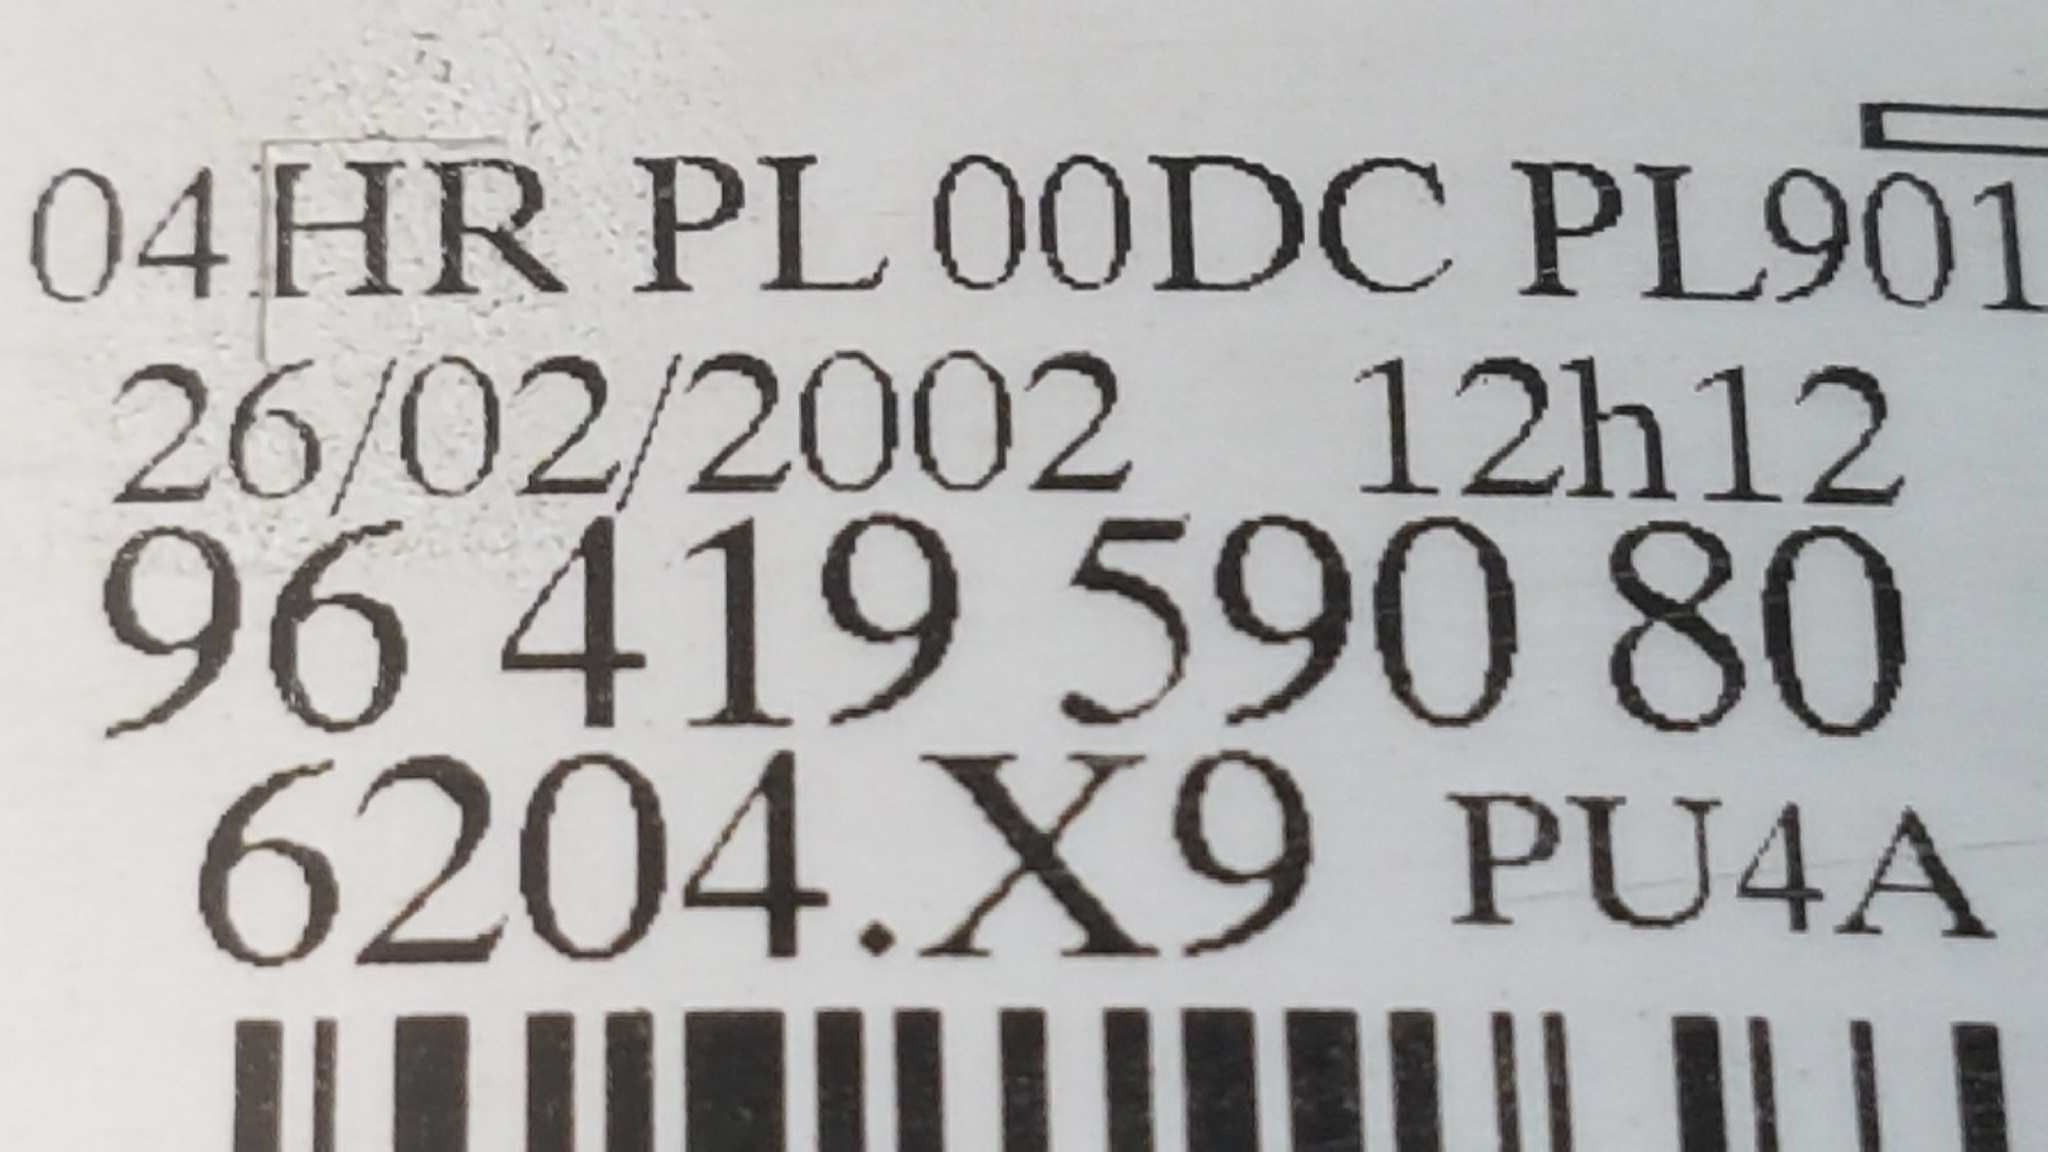 04HR PL 00DC PL901
26/02/2002 12h12
96 419 590 80
6204.X9 PU4A